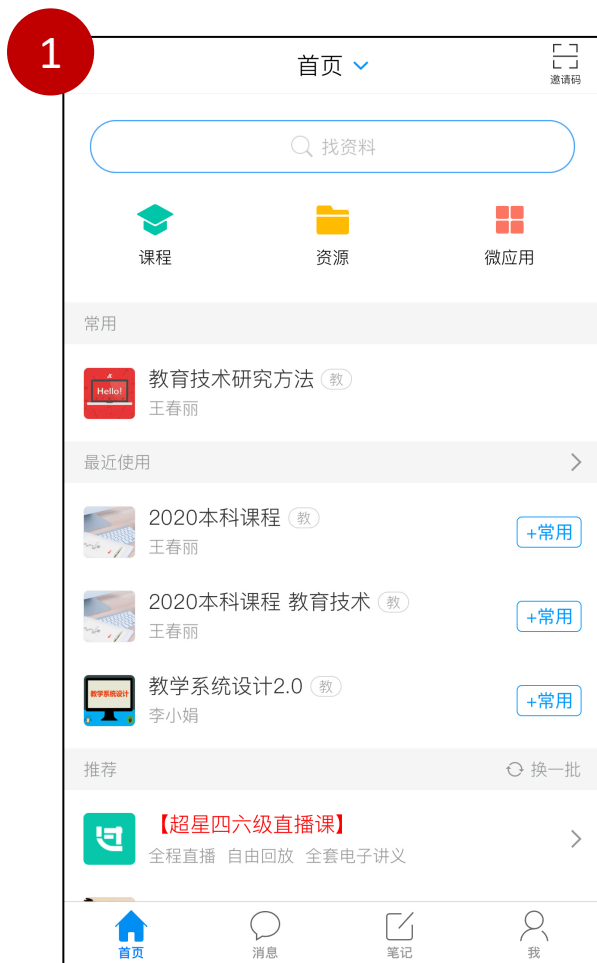 1
首页
邀请码
找资料
课程 资源 微应用
常用
Hello!
教育技术研究方法 教
王春丽
最近使用
2020本科课程 教
王春丽
+常用
2020本科课程 教育技术 教
王春丽
+常用
教学系统设计
教学系统设计2.0 教
李小娟
+常用
推荐 换一批
【超星四六级直播课】
全程直播 自由回放 全套电子讲义
首页 消息 笔记 我